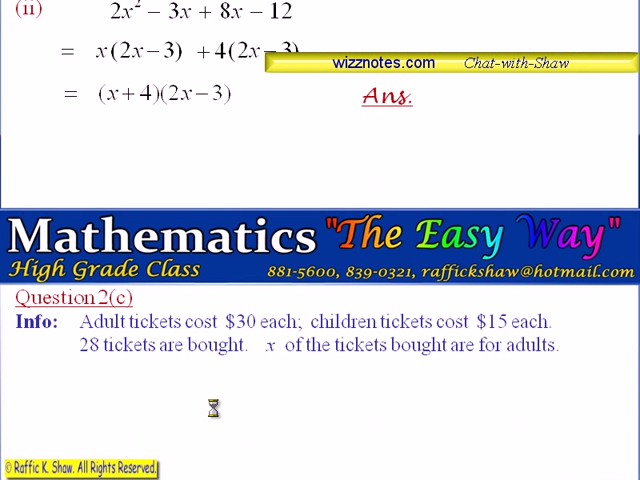 (ii) 2x² − 3x + 8x − 12
= x(2x − 3) + 4(2x − 3)
wizznotes.com Chat-with-Shaw
= (x + 4)(2x − 3)
Ans.
Mathematics "The Easy Way"
High Grade Class 881-5600, 839-0321, raffickshaw@hotmail.com
Question 2(c)
Info: Adult tickets cost $30 each; children tickets cost $15 each.
28 tickets are bought. x of the tickets bought are for adults.
© Raffic K. Shaw. All Rights Reserved.